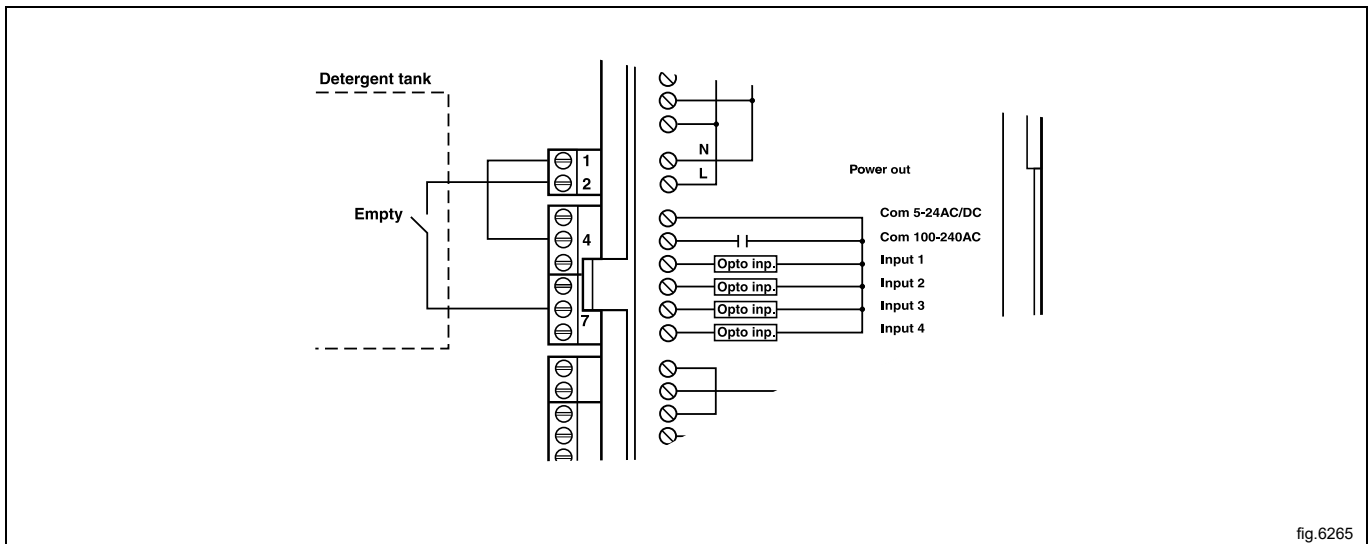 Detergent tank
1
2
Empty
4
7
N
L
Power out
Com 5-24AC/DC
Com 100-240AC
Opto inp. Input 1
Opto inp. Input 2
Opto inp. Input 3
Opto inp. Input 4
fig.6265